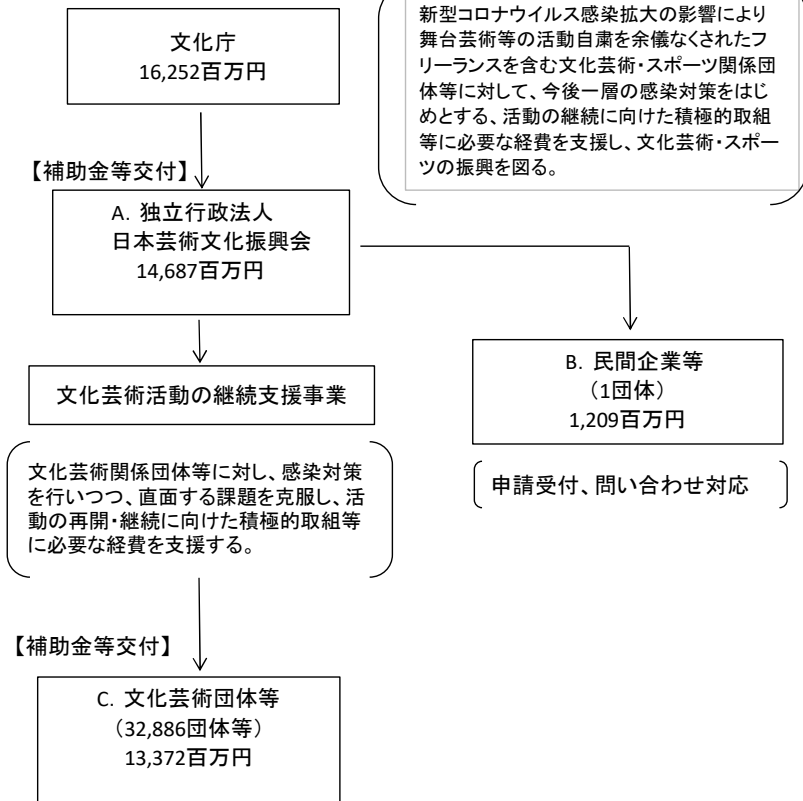 文化庁
16,252百万円
新型コロナウイルス感染拡大の影響により
舞台芸術等の活動自粛を余儀なくされたフ
リーランスを含む文化芸術・スポーツ関係団
体等に対して、今後一層の感染対策をはじ
めとする、活動の継続に向けた積極的取組
等に必要な経費を支援し、文化芸術・スポー
ツの振興を図る。
【補助金等交付】
A. 独立行政法人
日本芸術文化振興会
14,687百万円
文化芸術活動の継続支援事業
B. 民間企業等
（1団体）
1,209百万円
申請受付、問い合わせ対応
文化芸術関係団体等に対し、感染対策
を行いつつ、直面する課題を克服し、活
動の再開・継続に向けた積極的取組等
に必要な経費を支援する。
【補助金等交付】
C. 文化芸術団体等
（32,886団体等）
13,372百万円